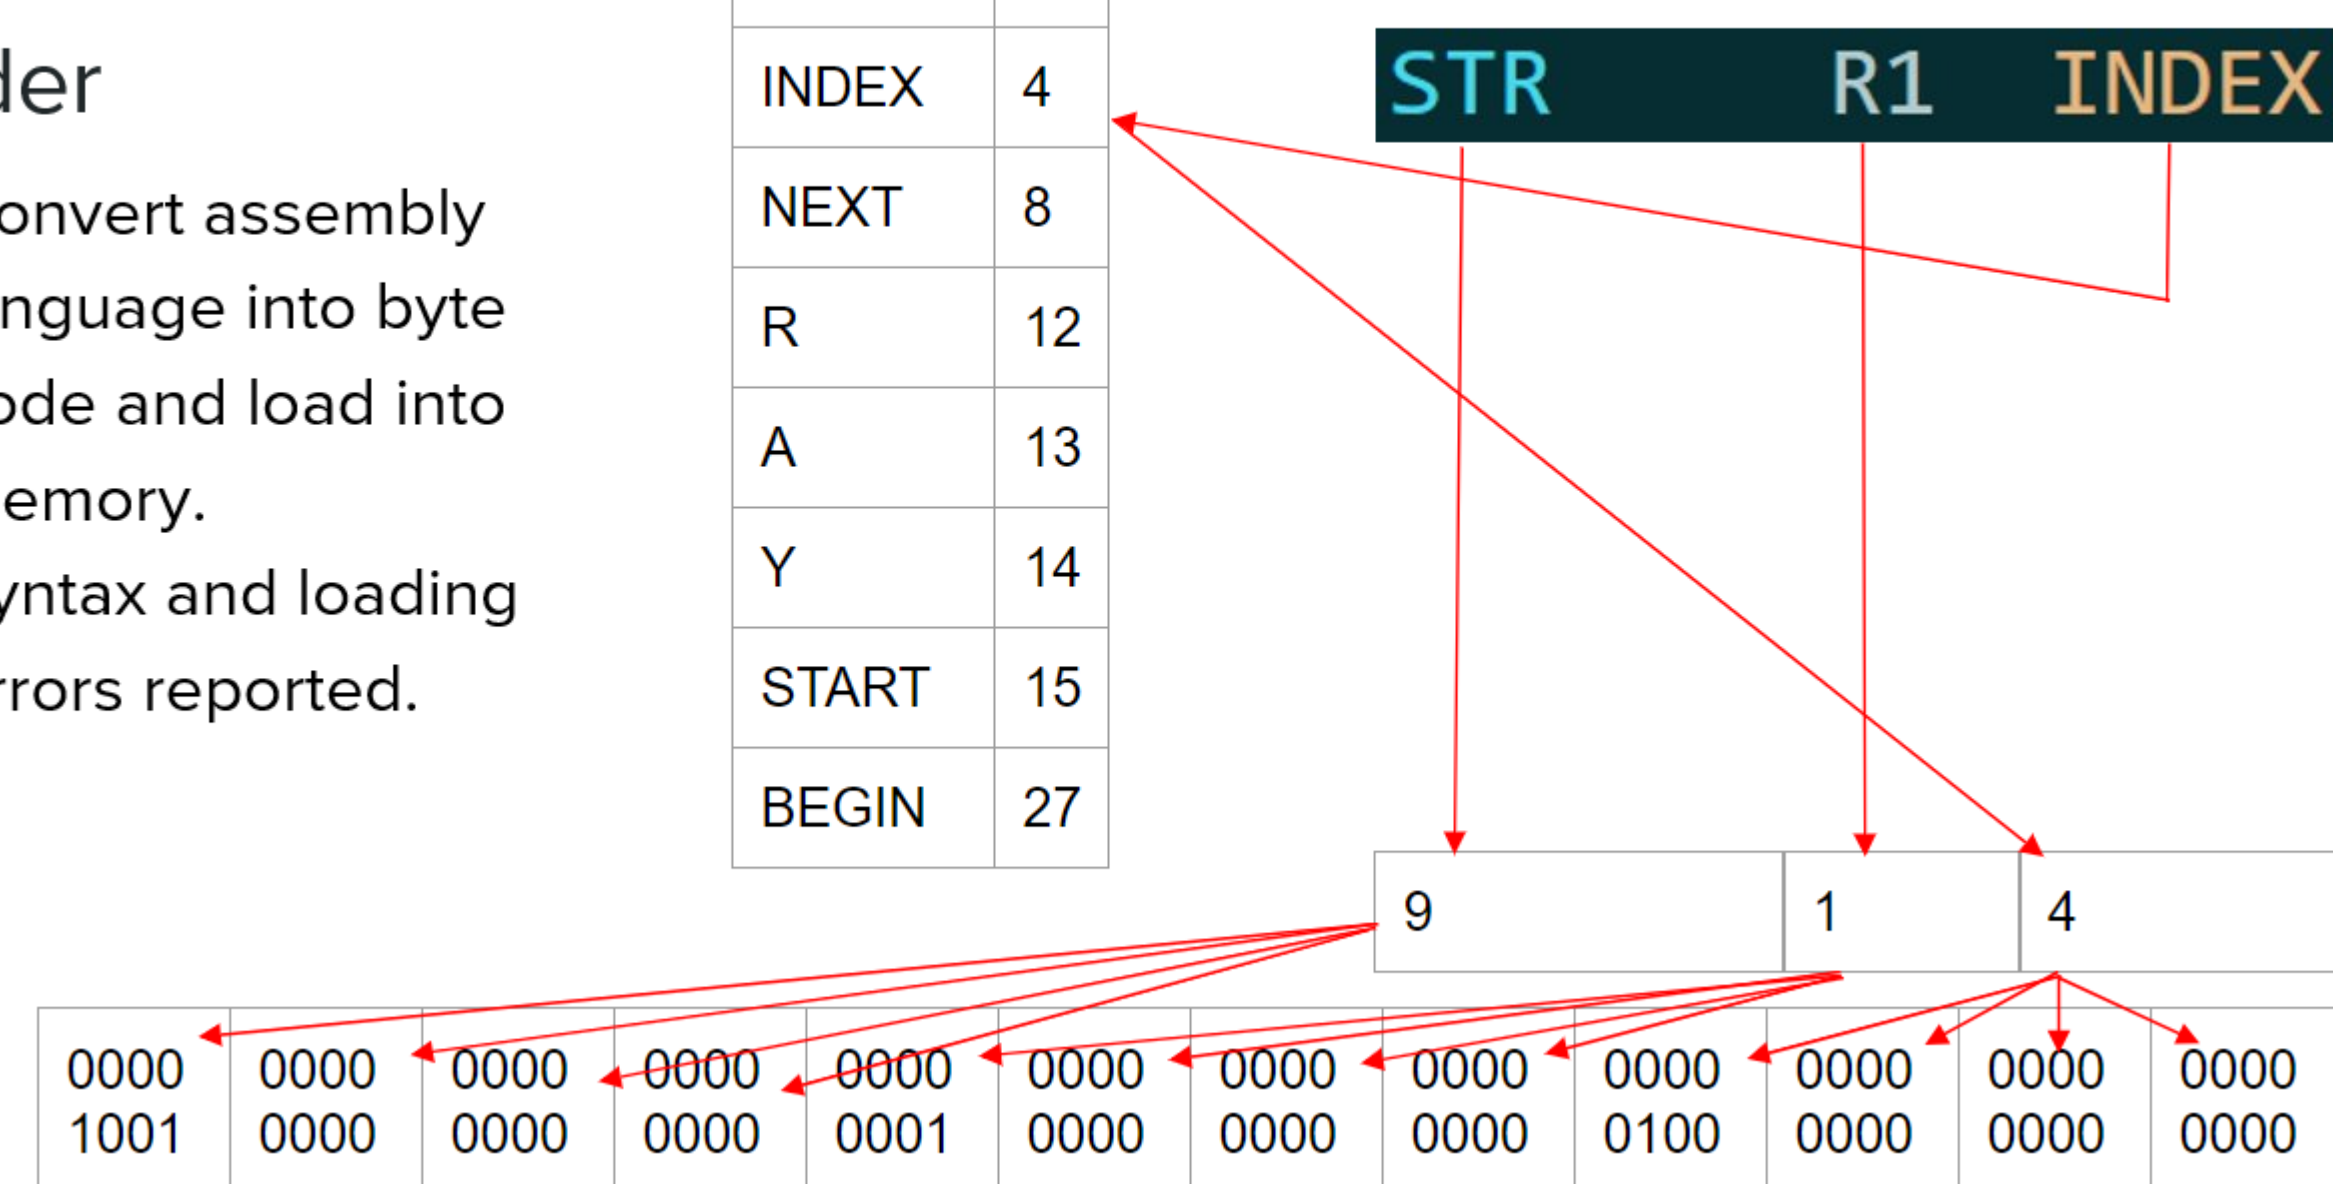 der
onvert assembly
nguage into byte
ode and load into
emory.
yntax and loading
rrors reported.
INDEX 4
NEXT 8
R 12
A 13
Y 14
START 15
BEGIN 27
STR R1 INDEX
9 1 4
0000 0000 0000 0000 0000 0000 0000 0000 0000 0000 0000 0000
1001 0000 0000 0000 0001 0000 0000 0000 0100 0000 0000 0000